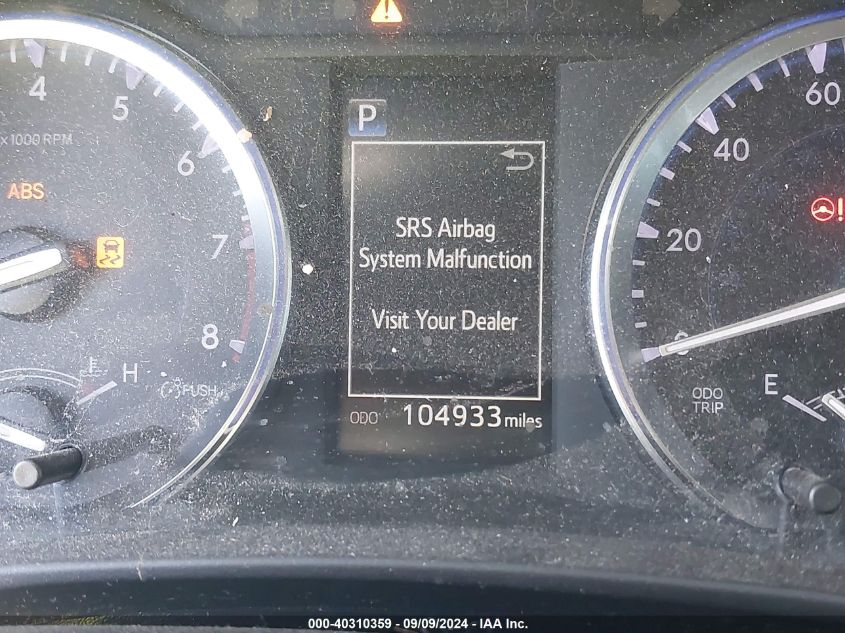 4
5
x1000 RPM
6
ABS
7
8
H
PUSH
P
SRS Airbag
System Malfunction
Visit Your Dealer
ODO 104933 miles
60
40
20
ODO
TRIP
E
000-40310359 - 09/09/2024 - IAA Inc.